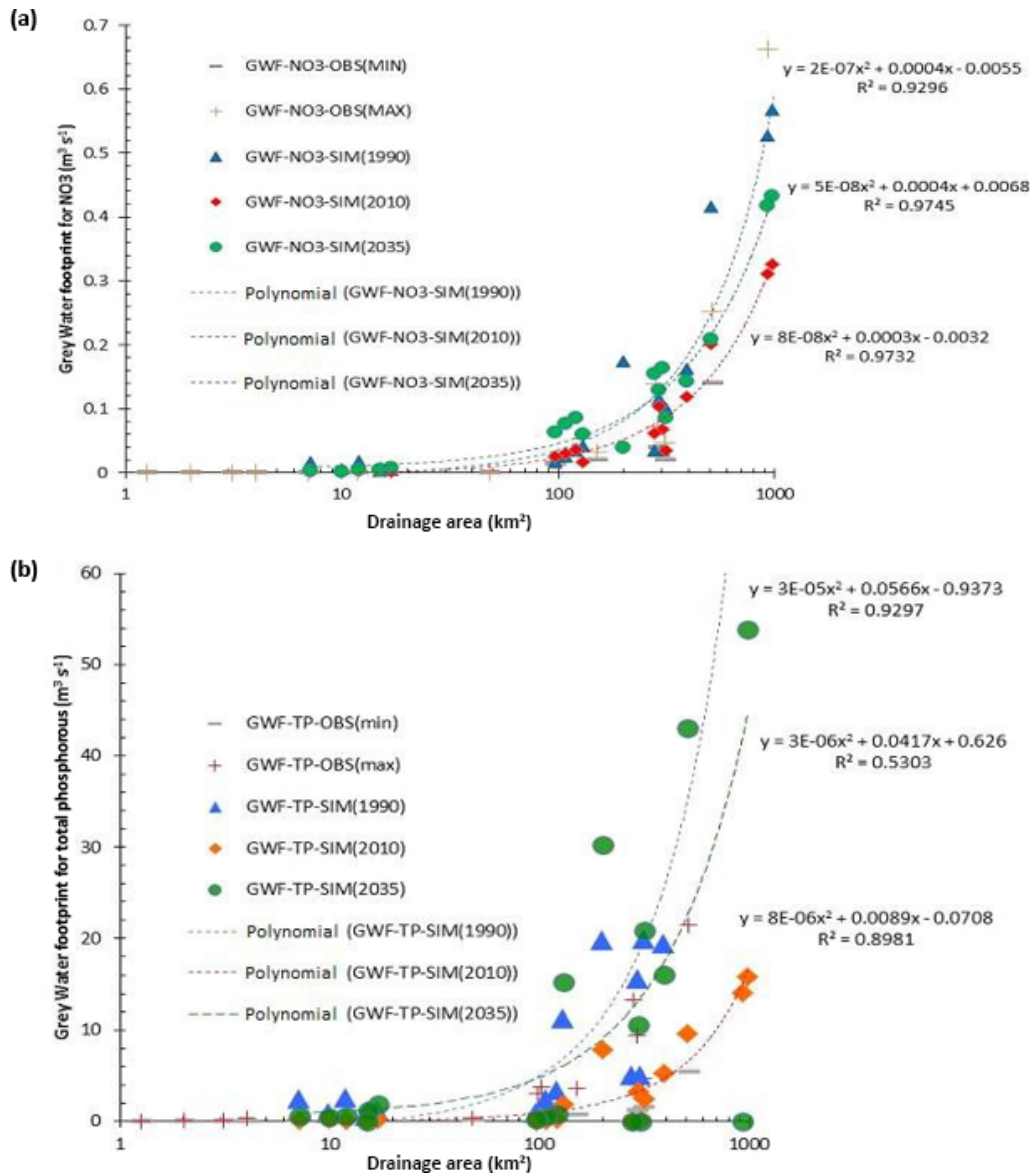 (a)
0.7
0.6
0.5
0.4
0.3
0.2
0.1
0
Grey Water footprint for NO3 (m³ s⁻¹)
GWF-NO3-OBS(MIN)
GWF-NO3-OBS(MAX)
GWF-NO3-SIM(1990)
GWF-NO3-SIM(2010)
GWF-NO3-SIM(2035)
Polynomial (GWF-NO3-SIM(1990))
Polynomial (GWF-NO3-SIM(2010))
Polynomial (GWF-NO3-SIM(2035))
y = 2E-07x² + 0.0004x - 0.0055
R² = 0.9296
y = 5E-08x² + 0.0004x + 0.0068
R² = 0.9745
y = 8E-08x² + 0.0003x - 0.0032
R² = 0.9732
1 10 100 1000
Drainage area (km²)
(b)
60
50
40
30
20
10
0
Grey Water footprint for total phosphorous (m³ s⁻¹)
GWF-TP-OBS(min)
GWF-TP-OBS(max)
GWF-TP-SIM(1990)
GWF-TP-SIM(2010)
GWF-TP-SIM(2035)
Polynomial (GWF-TP-SIM(1990))
Polynomial (GWF-TP-SIM(2010))
Polynomial (GWF-TP-SIM(2035))
y = 3E-05x² + 0.0566x - 0.9373
R² = 0.9297
y = 3E-06x² + 0.0417x + 0.626
R² = 0.5303
y = 8E-06x² + 0.0089x - 0.0708
R² = 0.8981
1 10 100 1000
Drainage area (km²)